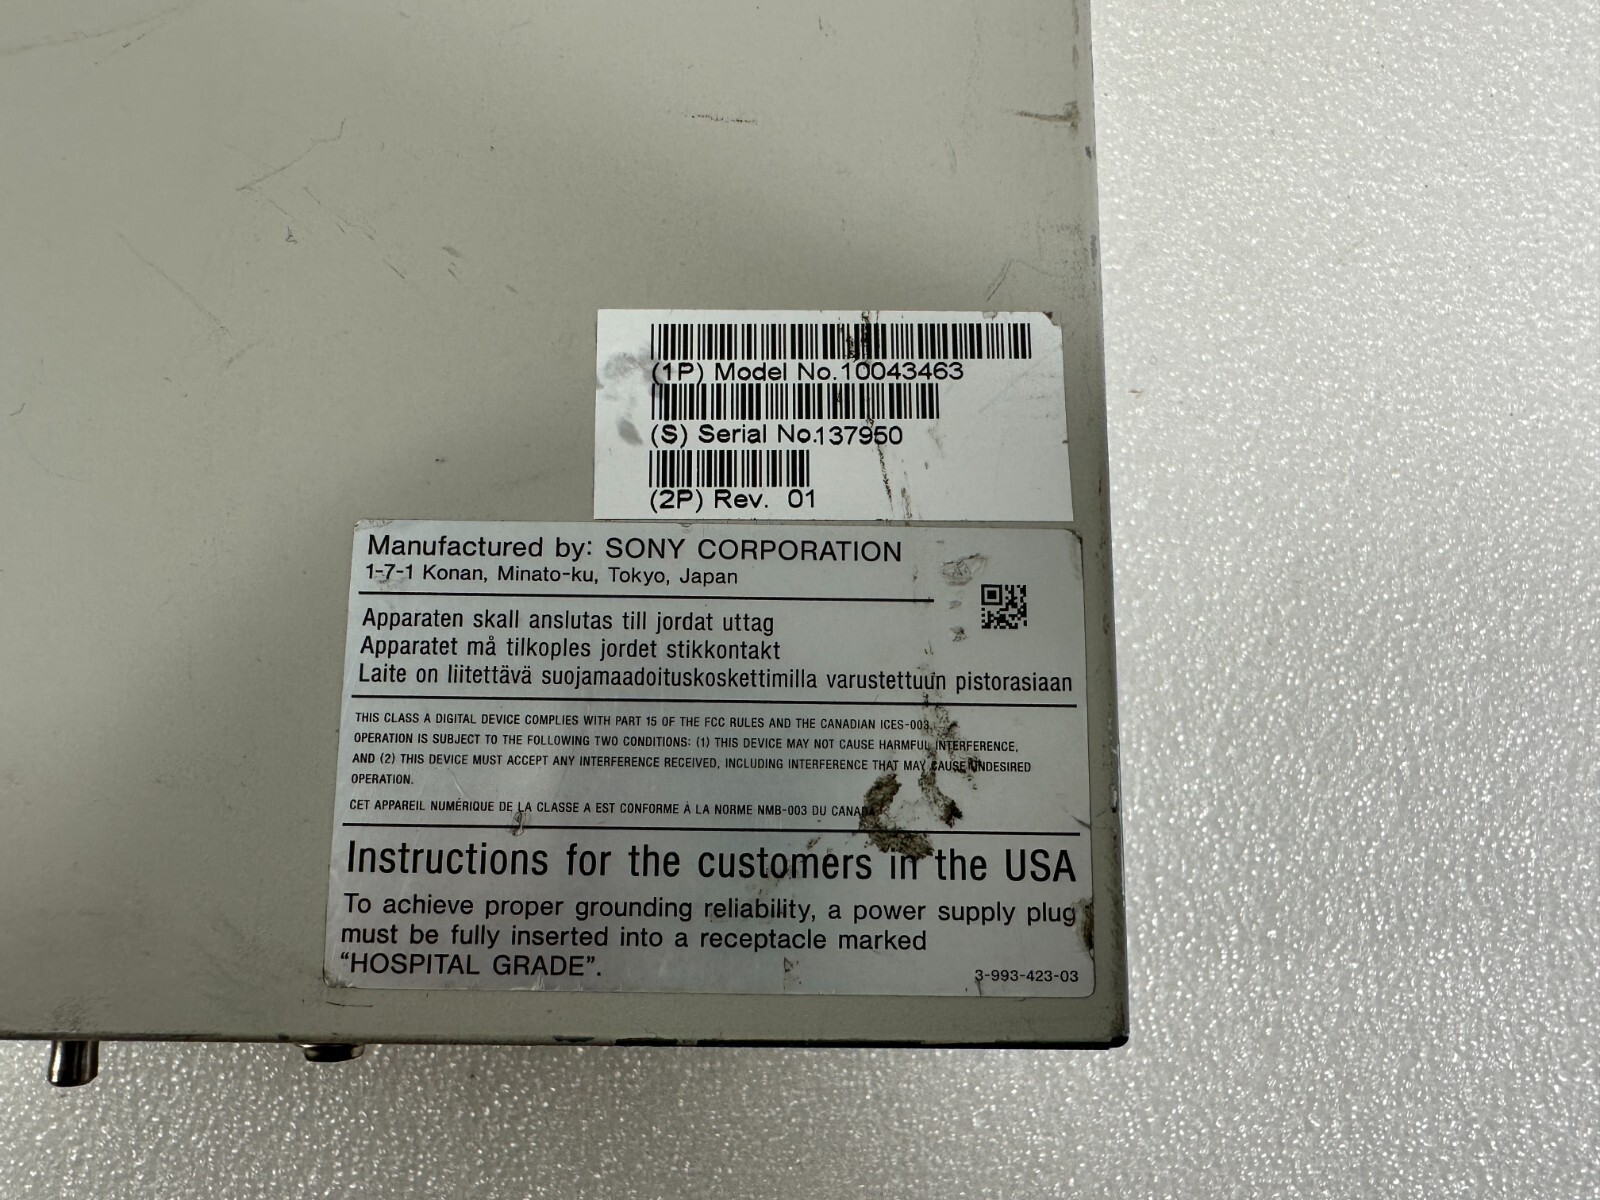 (1P) Model No.10043463
(S) Serial No.137950
(2P) Rev. 01
Manufactured by: SONY CORPORATION
1-7-1 Konan, Minato-ku, Tokyo, Japan
Apparaten skall anslutas till jordat uttag
Apparatet må tilkoples jordet stikkontakt
Laite on liitettävä suojamaadoituskoskettimilla varustettuun pistorasiaan
THIS CLASS A DIGITAL DEVICE COMPLIES WITH PART 15 OF THE FCC RULES AND THE CANADIAN ICES-003.
OPERATION IS SUBJECT TO THE FOLLOWING TWO CONDITIONS: (1) THIS DEVICE MAY NOT CAUSE HARMFUL INTERFERENCE,
AND (2) THIS DEVICE MUST ACCEPT ANY INTERFERENCE RECEIVED, INCLUDING INTERFERENCE THAT MAY CAUSE UNDESIRED
OPERATION.
CET APPAREIL NUMÉRIQUE DE LA CLASSE A EST CONFORME À LA NORME NMB-003 DU CANADA.
Instructions for the customers in the USA
To achieve proper grounding reliability, a power supply plug
must be fully inserted into a receptacle marked
“HOSPITAL GRADE”.
3-993-423-03